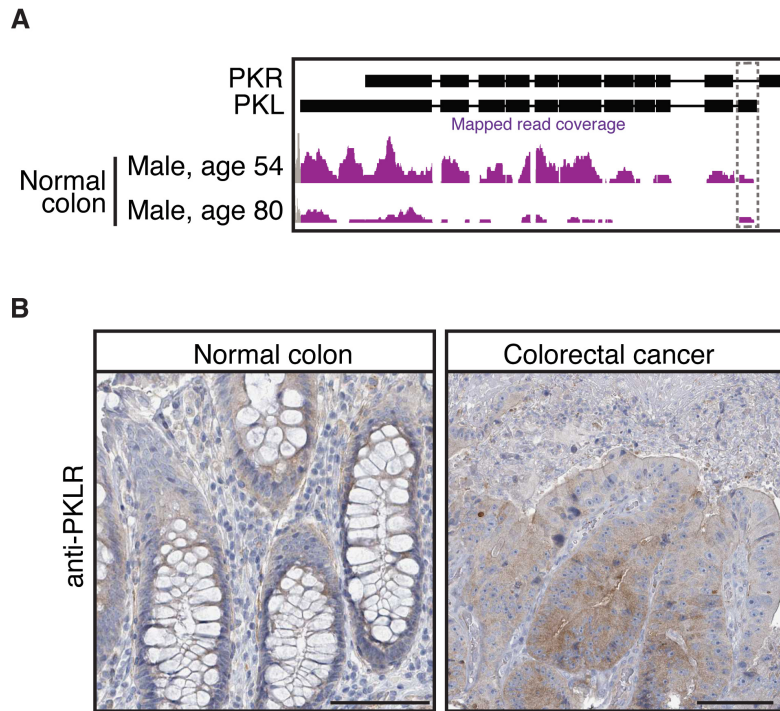 A
PKR
PKL
Mapped read coverage
Male, age 54
Normal
colon
Male, age 80
B
Normal colon
Colorectal cancer
anti-PKLR